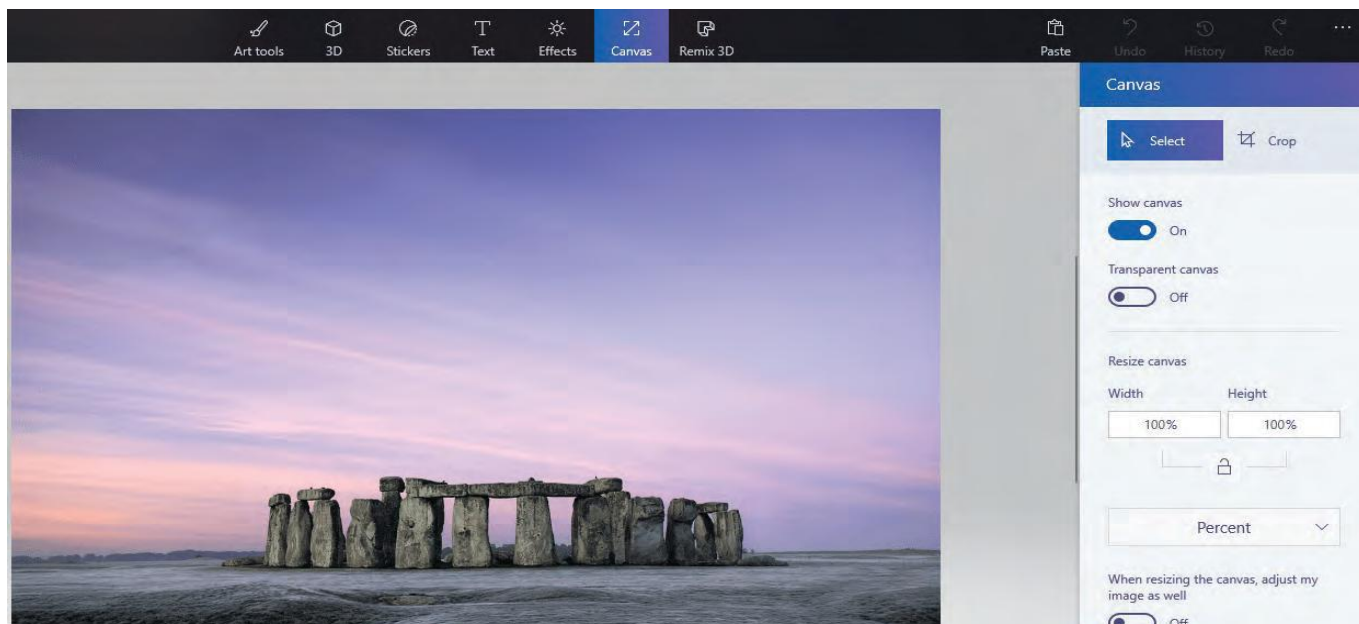 Art tools 3D Stickers Text Effects Canvas Remix 3D Paste Undo History Redo
Canvas
Select Crop
Show canvas
On
Transparent canvas
Off
Resize canvas
Width Height
100% 100%
Percent
When resizing the canvas, adjust my
image as well
Off